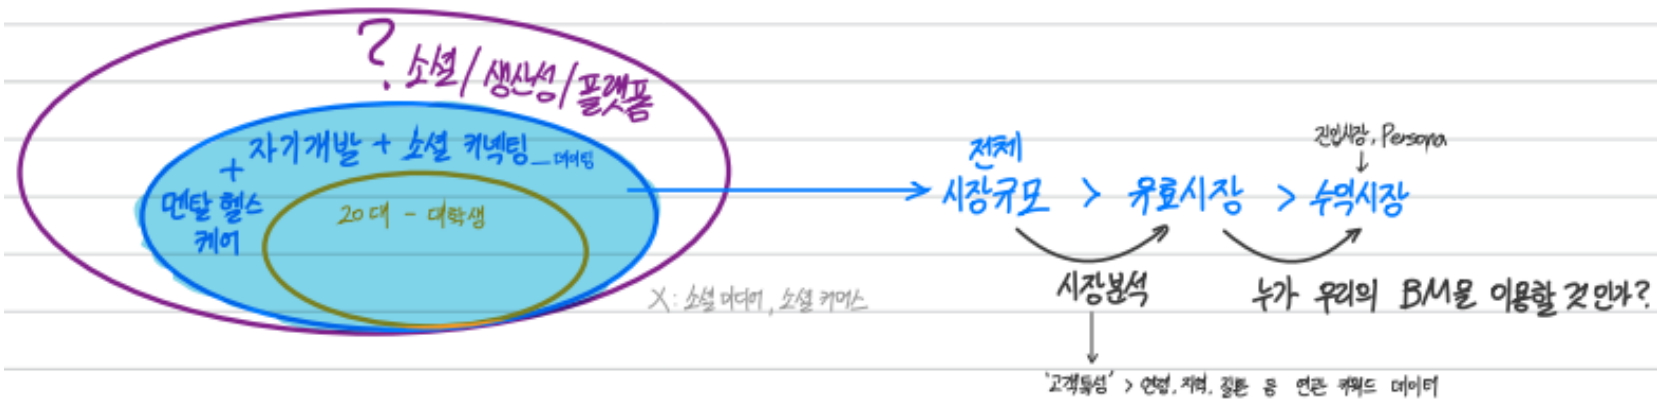 ? 소셜/생산성/플랫폼
자기개발 + 소셜 커넥팅_데이팅
+
멘탈 헬스
케어
20대 - 대학생
X: 소셜 미디어, 소셜 커머스
진입시장, Persona
↓
전체
시장규모 > 유효시장 > 수익시장
시장분석
누가 우리의 BM을 이용할 것인가?
'고객특성' > 연령, 지역, 질환 등 연관 키워드 데이터